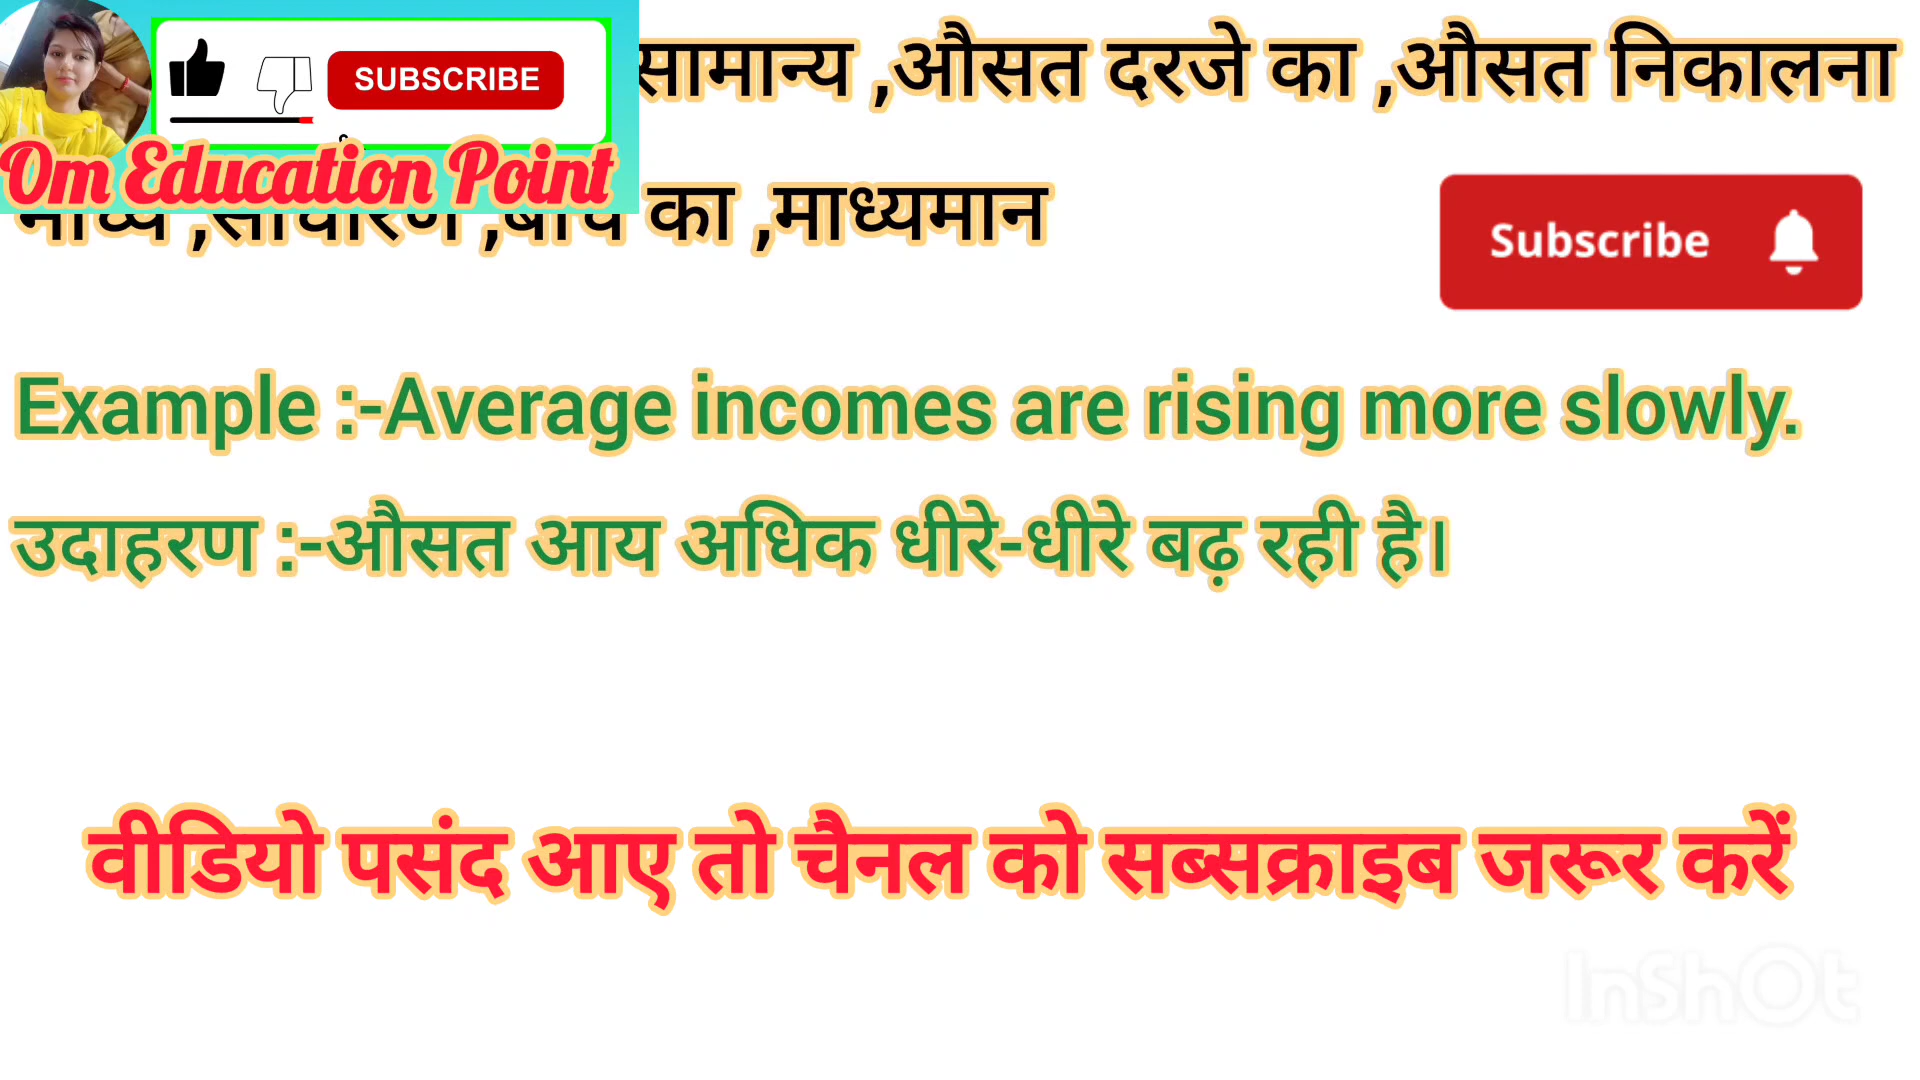 SUBSCRIBE
Om Education Point
सामान्य ,औसत दरजे का ,औसत निकालना
का ,माध्यमान
Subscribe
Example :-Average incomes are rising more slowly.
उदाहरण :-औसत आय अधिक धीरे-धीरे बढ़ रही है।
वीडियो पसंद आए तो चैनल को सब्सक्राइब जरूर करें
InShOt